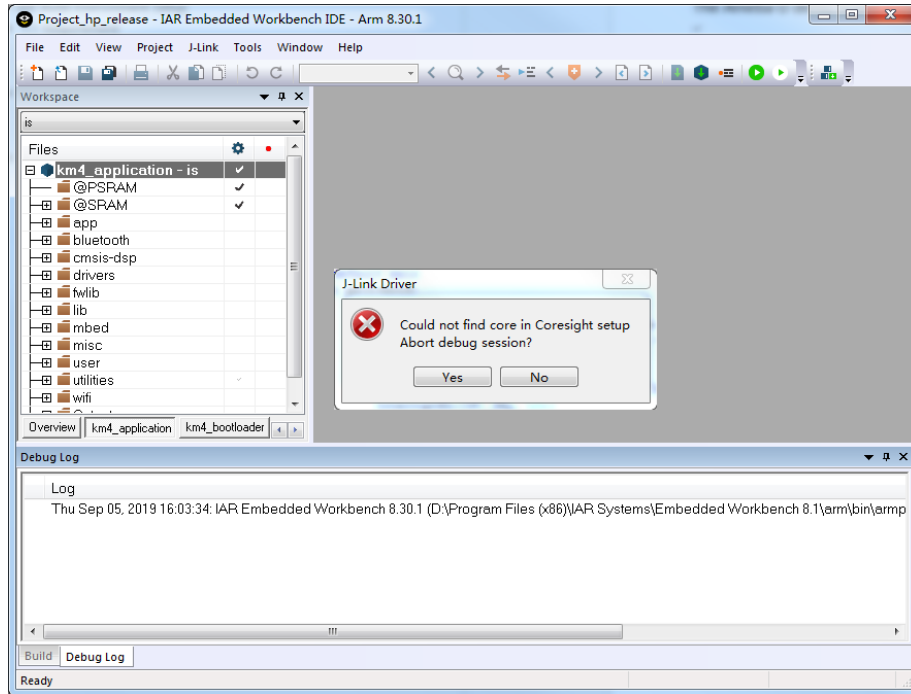 Project_hp_release - IAR Embedded Workbench IDE - Arm 8.30.1
File Edit View Project J-Link Tools Window Help
Workspace
is
Files
km4_application - is
@PSRAM
@SRAM
app
bluetooth
cmsis-dsp
drivers
fwlib
lib
mbed
misc
user
utilities
wifi
Overview km4_application km4_bootloader
J-Link Driver
Could not find core in Coresight setup
Abort debug session?
Yes No
Debug Log
Log
Thu Sep 05, 2019 16:03:34: IAR Embedded Workbench 8.30.1 (D:\Program Files (x86)\IAR Systems\Embedded Workbench 8.1\arm\bin\armp
Build Debug Log
Ready